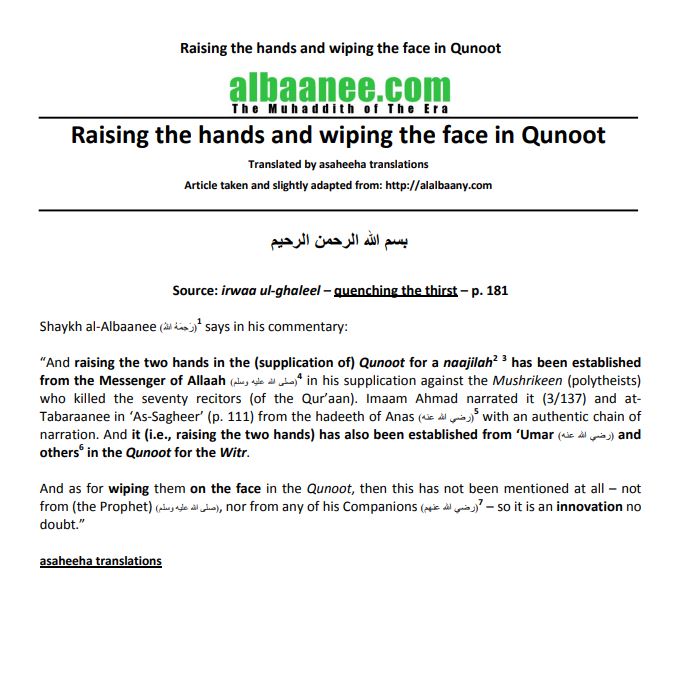 Raising the hands and wiping the face in Qunoot
albaanee.com
The Muhaddith of The Era
Raising the hands and wiping the face in Qunoot
Translated by asaheeha translations
Article taken and slightly adapted from: http://alalbaany.com
بسم الله الرحمن الرحيم
Source: irwaa ul-ghaleel – quenching the thirst – p. 181
Shaykh al-Albaanee (رَحِمَهُ اللهُ)¹ says in his commentary:
“And raising the two hands in the (supplication of) Qunoot for a naajilah² ³ has been established
from the Messenger of Allaah (صلى الله عليه وسلم)⁴ in his supplication against the Mushrikeen (polytheists)
who killed the seventy recitors (of the Qur’aan). Imaam Ahmad narrated it (3/137) and at-
Tabaraanee in ‘As-Sagheer’ (p. 111) from the hadeeth of Anas (رضي الله عنه)⁵ with an authentic chain of
narration. And it (i.e., raising the two hands) has also been established from ‘Umar (رضي الله عنه) and
others⁶ in the Qunoot for the Witr.
And as for wiping them on the face in the Qunoot, then this has not been mentioned at all – not
from (the Prophet) (صلى الله عليه وسلم), nor from any of his Companions (رضي الله عنهم)⁷ – so it is an innovation no
doubt.”
asaheeha translations